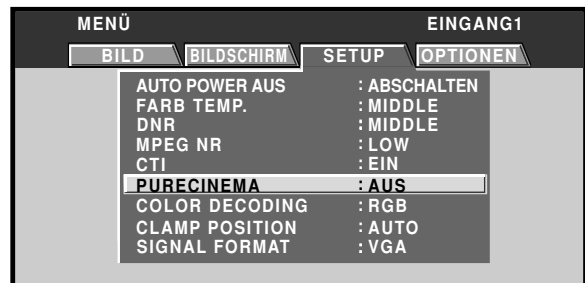 MENÜ EINGANG1
BILD BILDSCHIRM SETUP OPTIONEN
AUTO POWER AUS : ABSCHALTEN
FARB TEMP. : MIDDLE
DNR : MIDDLE
MPEG NR : LOW
CTI : EIN
PURECINEMA : AUS
COLOR DECODING : RGB
CLAMP POSITION : AUTO
SIGNAL FORMAT : VGA